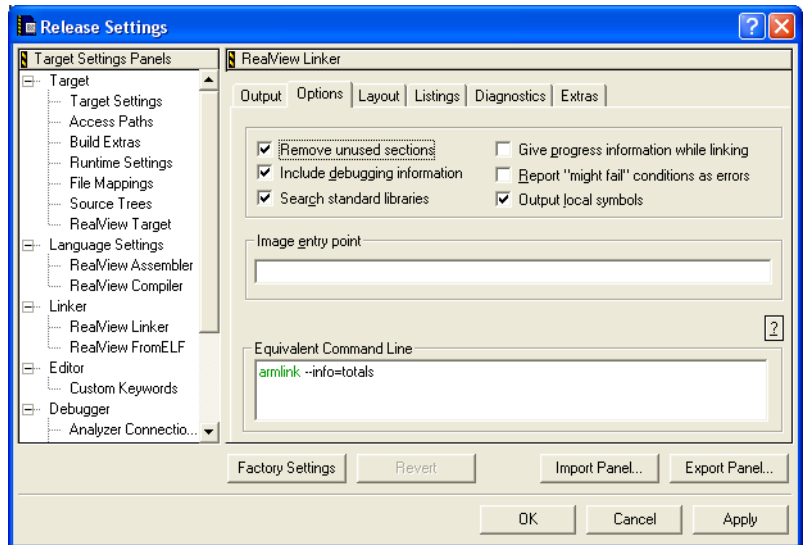 Release Settings
Target Settings Panels
Target
Target Settings
Access Paths
Build Extras
Runtime Settings
File Mappings
Source Trees
RealView Target
Language Settings
RealView Assembler
RealView Compiler
Linker
RealView Linker
RealView FromELF
Editor
Custom Keywords
Debugger
Analyzer Connectio...
RealView Linker
Output Options Layout Listings Diagnostics Extras
Remove unused sections
Give progress information while linking
Include debugging information
Report "might fail" conditions as errors
Search standard libraries
Output local symbols
Image entry point
?
Equivalent Command Line
armlink --info=totals
Factory Settings Revert Import Panel... Export Panel...
OK Cancel Apply